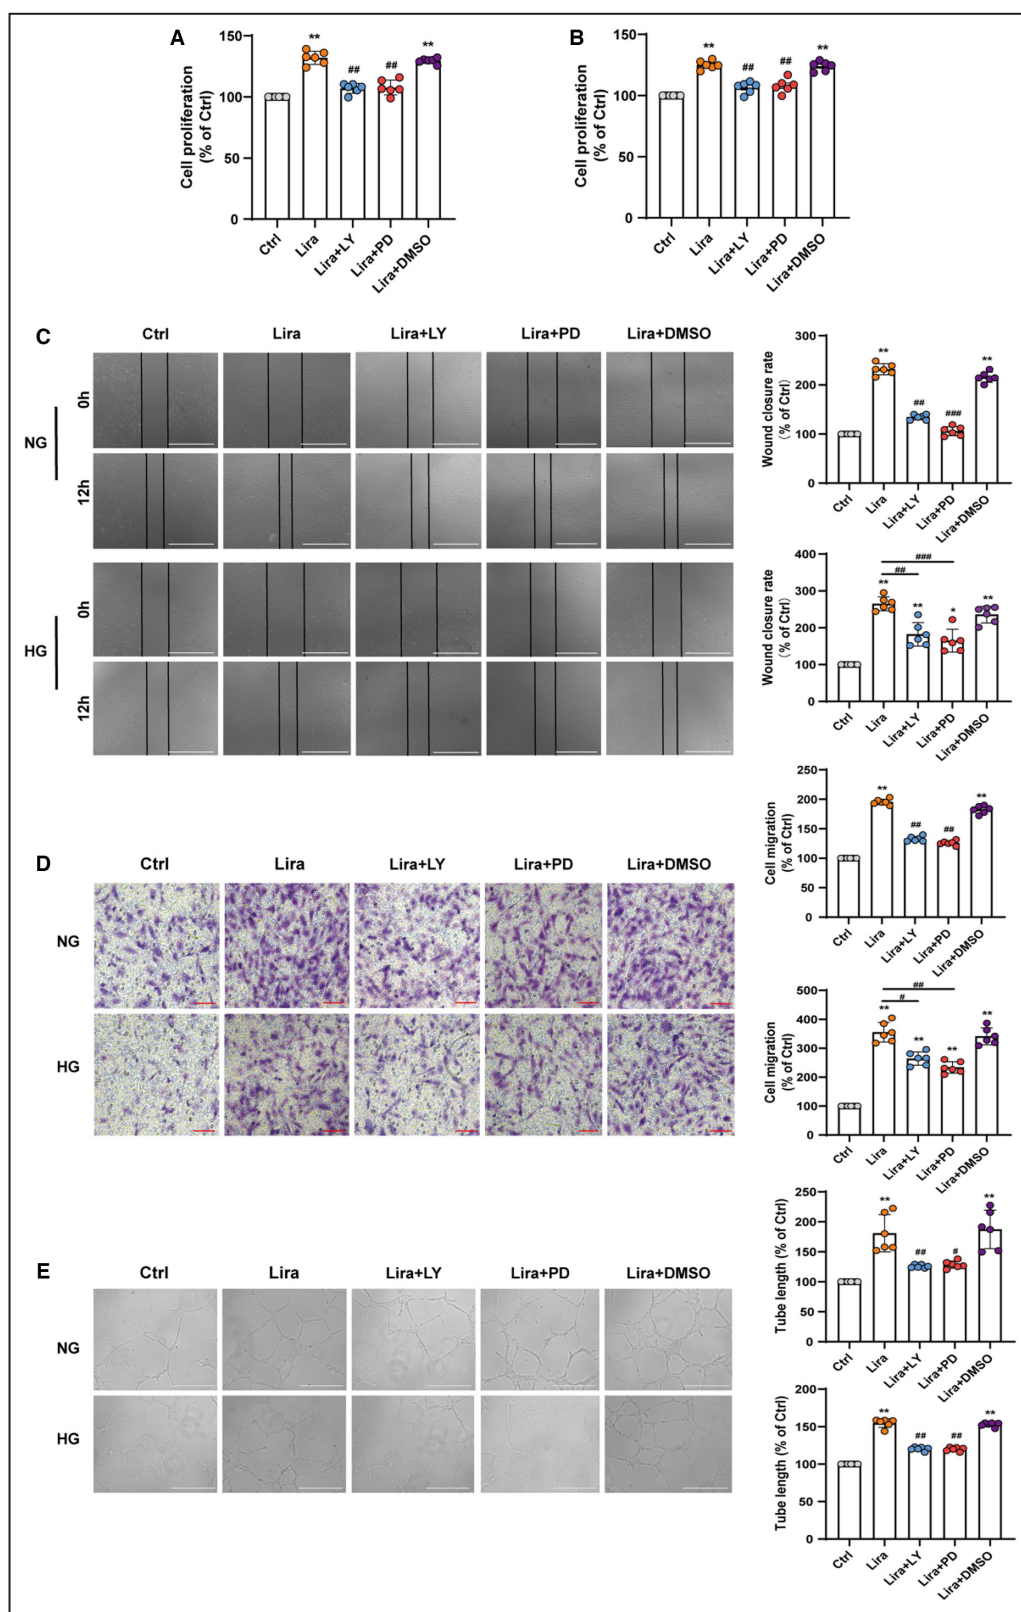 A
Cell proliferation
(% of Ctrl)
150
100
50
0
**
##
##
**
Ctrl
Lira
Lira+LY
Lira+PD
Lira+DMSO
B
Cell proliferation
(% of Ctrl)
150
100
50
0
**
##
##
**
Ctrl
Lira
Lira+LY
Lira+PD
Lira+DMSO
C
Ctrl
Lira
Lira+LY
Lira+PD
Lira+DMSO
NG
0h
12h
HG
0h
12h
Wound closure rate
(% of Ctrl)
300
200
100
0
**
##
###
**
Ctrl
Lira
Lira+LY
Lira+PD
Lira+DMSO
Wound closure rate
(% of Ctrl)
400
300
200
100
0
###
##
**
**
*
**
Ctrl
Lira
Lira+LY
Lira+PD
Lira+DMSO
D
Ctrl
Lira
Lira+LY
Lira+PD
Lira+DMSO
NG
HG
Cell migration
(% of Ctrl)
250
200
150
100
50
0
**
##
##
**
Ctrl
Lira
Lira+LY
Lira+PD
Lira+DMSO
Cell migration
(% of Ctrl)
500
400
300
200
100
0
##
#
**
**
**
**
Ctrl
Lira
Lira+LY
Lira+PD
Lira+DMSO
E
Ctrl
Lira
Lira+LY
Lira+PD
Lira+DMSO
NG
HG
Tube length (% of Ctrl)
250
200
150
100
50
0
**
##
#
**
Ctrl
Lira
Lira+LY
Lira+PD
Lira+DMSO
Tube length (% of Ctrl)
200
150
100
50
0
**
##
##
**
Ctrl
Lira
Lira+LY
Lira+PD
Lira+DMSO